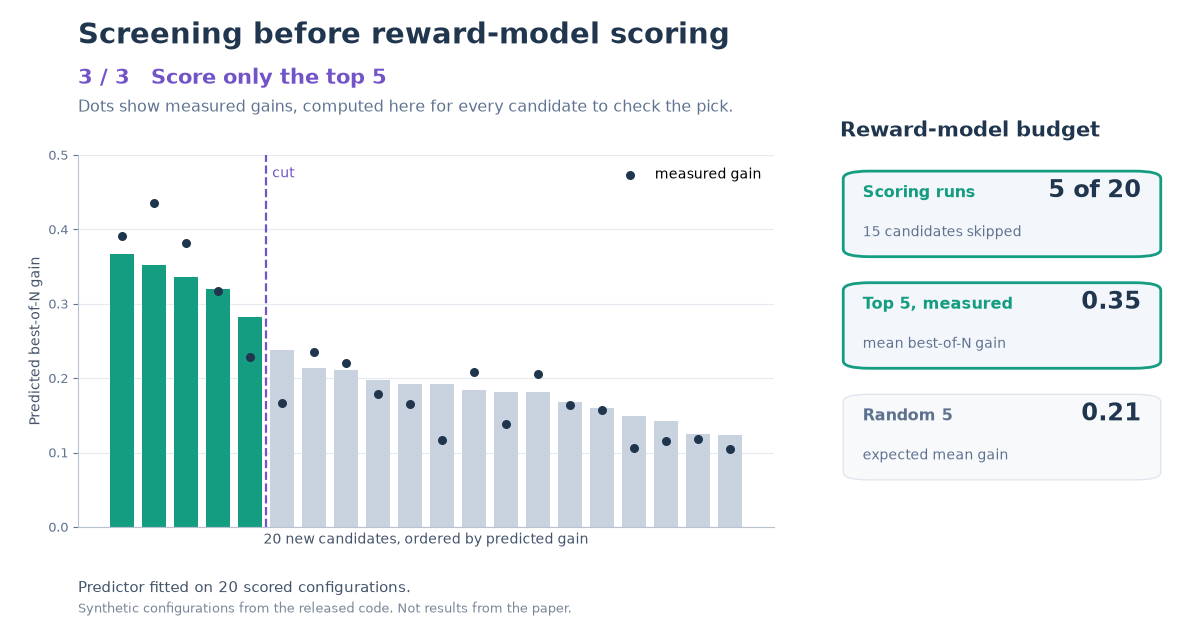 Screening before reward-model scoring
3 / 3 Score only the top 5
Dots show measured gains, computed here for every candidate to check the pick.
Reward-model budget
0.5
cut
measured gain
Scoring runs 5 of 20
15 candidates skipped
0.4
0.3
Top 5, measured 0.35
mean best-of-N gain
0.2
Random 5 0.21
expected mean gain
0.1
0.0
Predicted best-of-N gain
20 new candidates, ordered by predicted gain
Predictor fitted on 20 scored configurations.
Synthetic configurations from the released code. Not results from the paper.